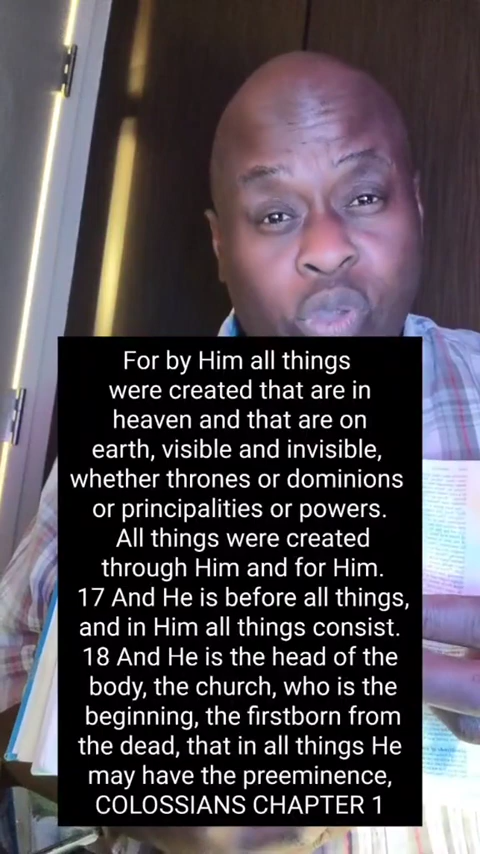 For by Him all things
were created that are in
heaven and that are on
earth, visible and invisible,
whether thrones or dominions
or principalities or powers.
All things were created
through Him and for Him.
17 And He is before all things,
and in Him all things consist.
18 And He is the head of the
body, the church, who is the
beginning, the firstborn from
the dead, that in all things He
may have the preeminence,
COLOSSIANS CHAPTER 1